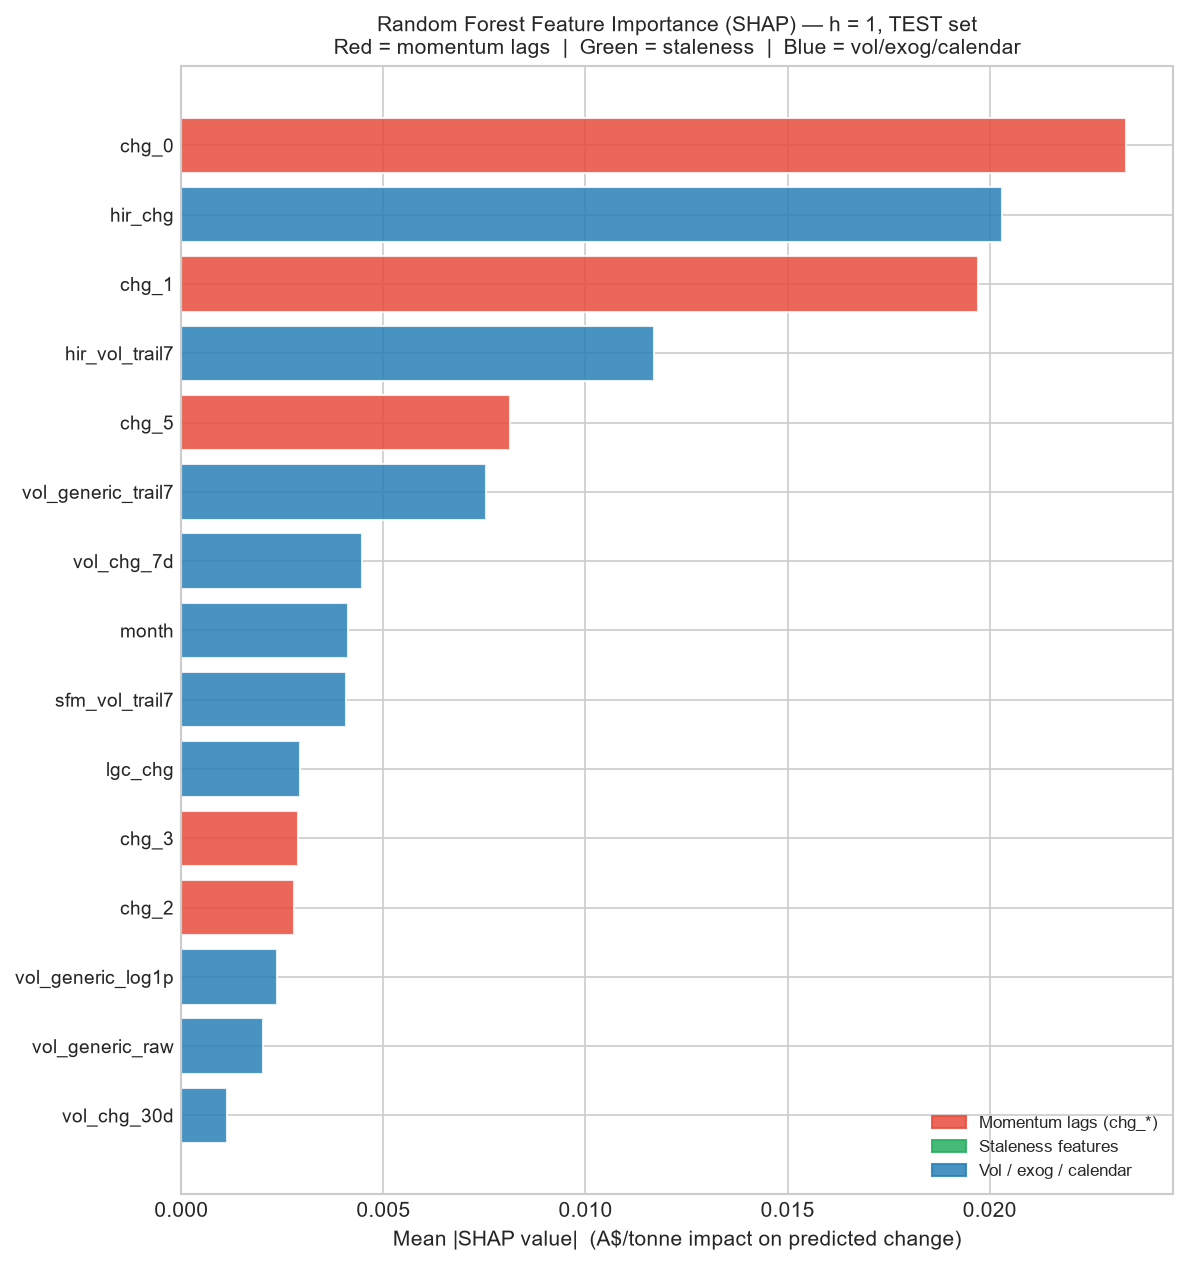 Random Forest Feature Importance (SHAP) — h = 1, TEST set
Red = momentum lags | Green = staleness | Blue = vol/exog/calendar
chg_0
hir_chg
chg_1
hir_vol_trail7
chg_5
vol_generic_trail7
vol_chg_7d
month
sfm_vol_trail7
lgc_chg
chg_3
chg_2
vol_generic_log1p
vol_generic_raw
vol_chg_30d
Momentum lags (chg_*)
Staleness features
Vol / exog / calendar
0.000 0.005 0.010 0.015 0.020
Mean |SHAP value| (A$/tonne impact on predicted change)